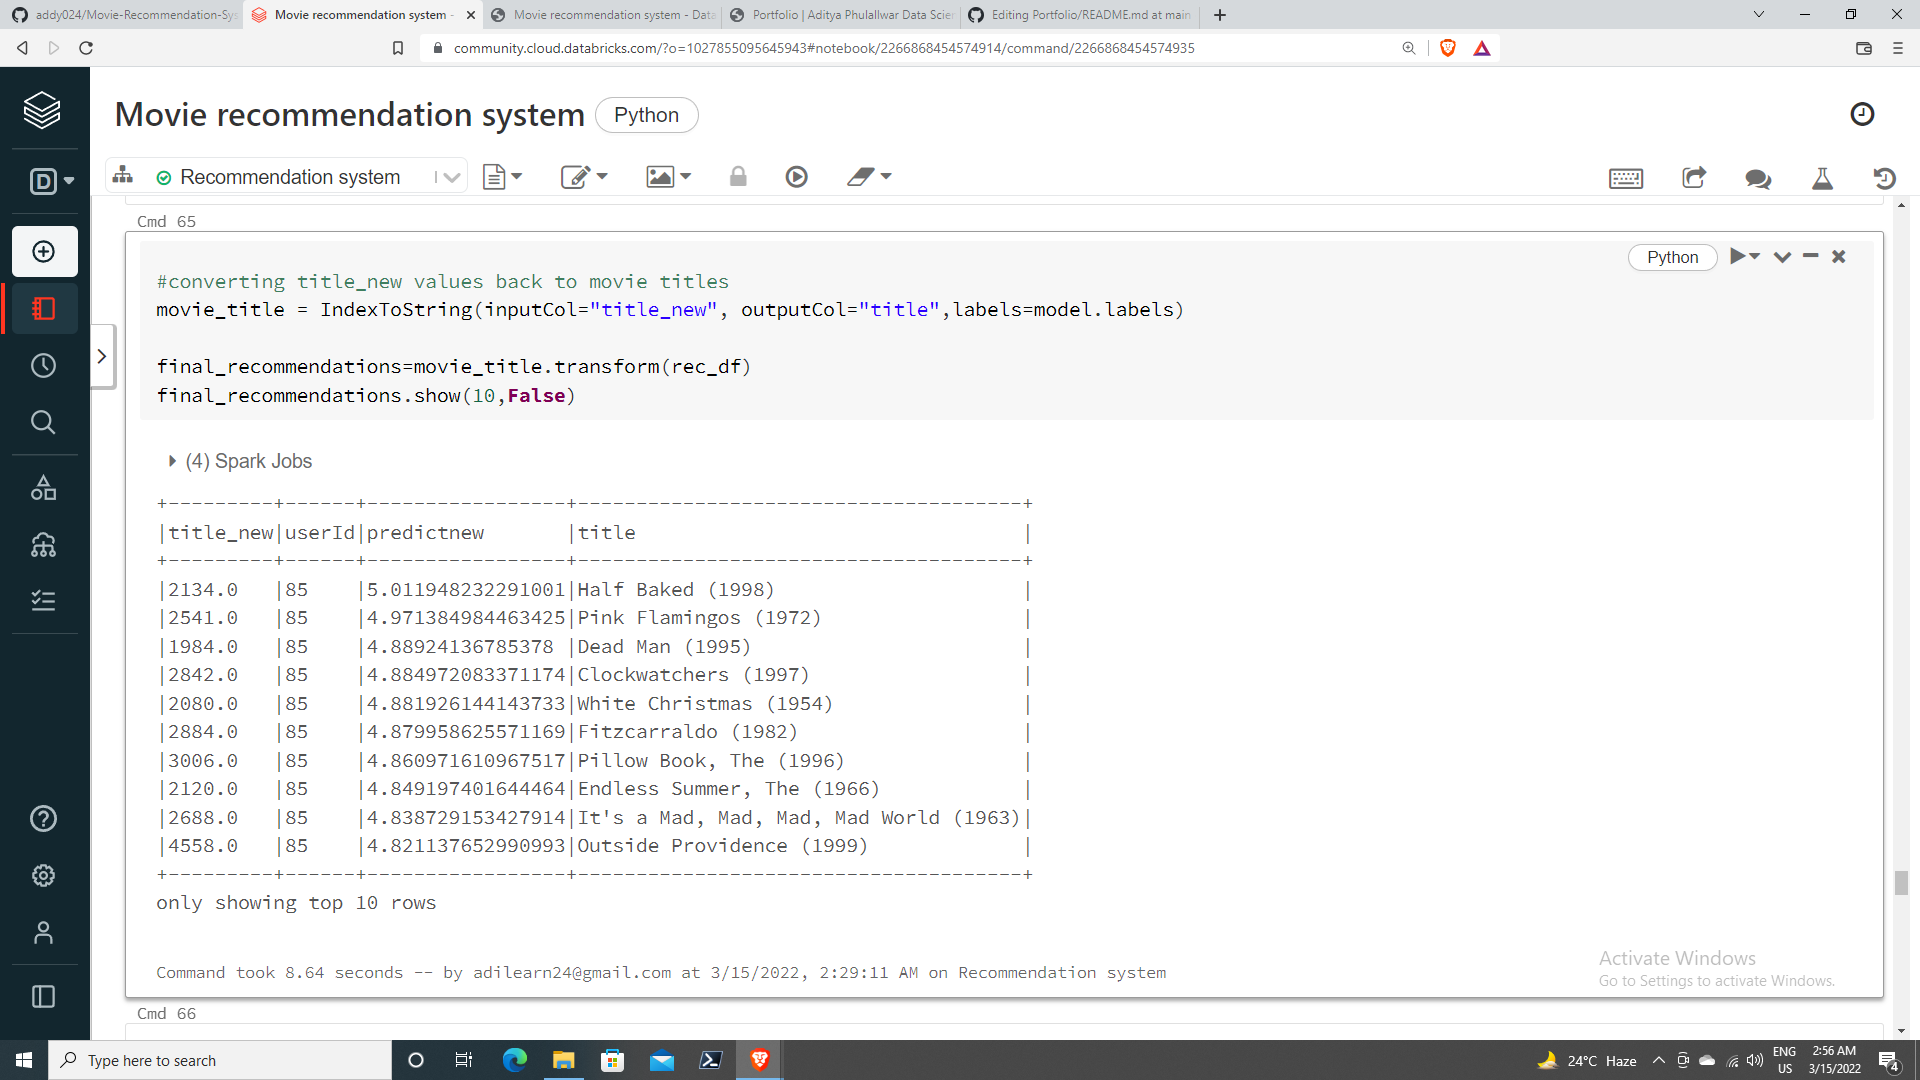 addy024/Movie-Recommendation-Sys
Movie recommendation system -
Movie recommendation system - Data
Portfolio | Aditya Phulallwar Data Scien
Editing Portfolio/README.md at main
community.cloud.databricks.com/?o=1027855095645943#notebook/2266868454574914/command/2266868454574935
Movie recommendation system
Python
D
Recommendation system
Cmd 65
Python
#converting title_new values back to movie titles
movie_title = IndexToString(inputCol="title_new", outputCol="title",labels=model.labels)
final_recommendations=movie_title.transform(rec_df)
final_recommendations.show(10,False)
(4) Spark Jobs
+---------+------+-----------------+--------------------------------------+
|title_new|userId|predictnew       |title                                 |
+---------+------+-----------------+--------------------------------------+
|2134.0   |85    |5.011948232291001|Half Baked (1998)                     |
|2541.0   |85    |4.971384984463425|Pink Flamingos (1972)                 |
|1984.0   |85    |4.88924136785378 |Dead Man (1995)                       |
|2842.0   |85    |4.884972083371174|Clockwatchers (1997)                  |
|2080.0   |85    |4.881926144143733|White Christmas (1954)                |
|2884.0   |85    |4.879958625571169|Fitzcarraldo (1982)                   |
|3006.0   |85    |4.860971610967517|Pillow Book, The (1996)               |
|2120.0   |85    |4.849197401644464|Endless Summer, The (1966)            |
|2688.0   |85    |4.838729153427914|It's a Mad, Mad, Mad, Mad World (1963)|
|4558.0   |85    |4.821137652990993|Outside Providence (1999)             |
+---------+------+-----------------+--------------------------------------+
only showing top 10 rows
Command took 8.64 seconds -- by adilearn24@gmail.com at 3/15/2022, 2:29:11 AM on Recommendation system
Activate Windows
Go to Settings to activate Windows.
Cmd 66
Type here to search
24°C Haze
ENG
US
2:56 AM
3/15/2022
4